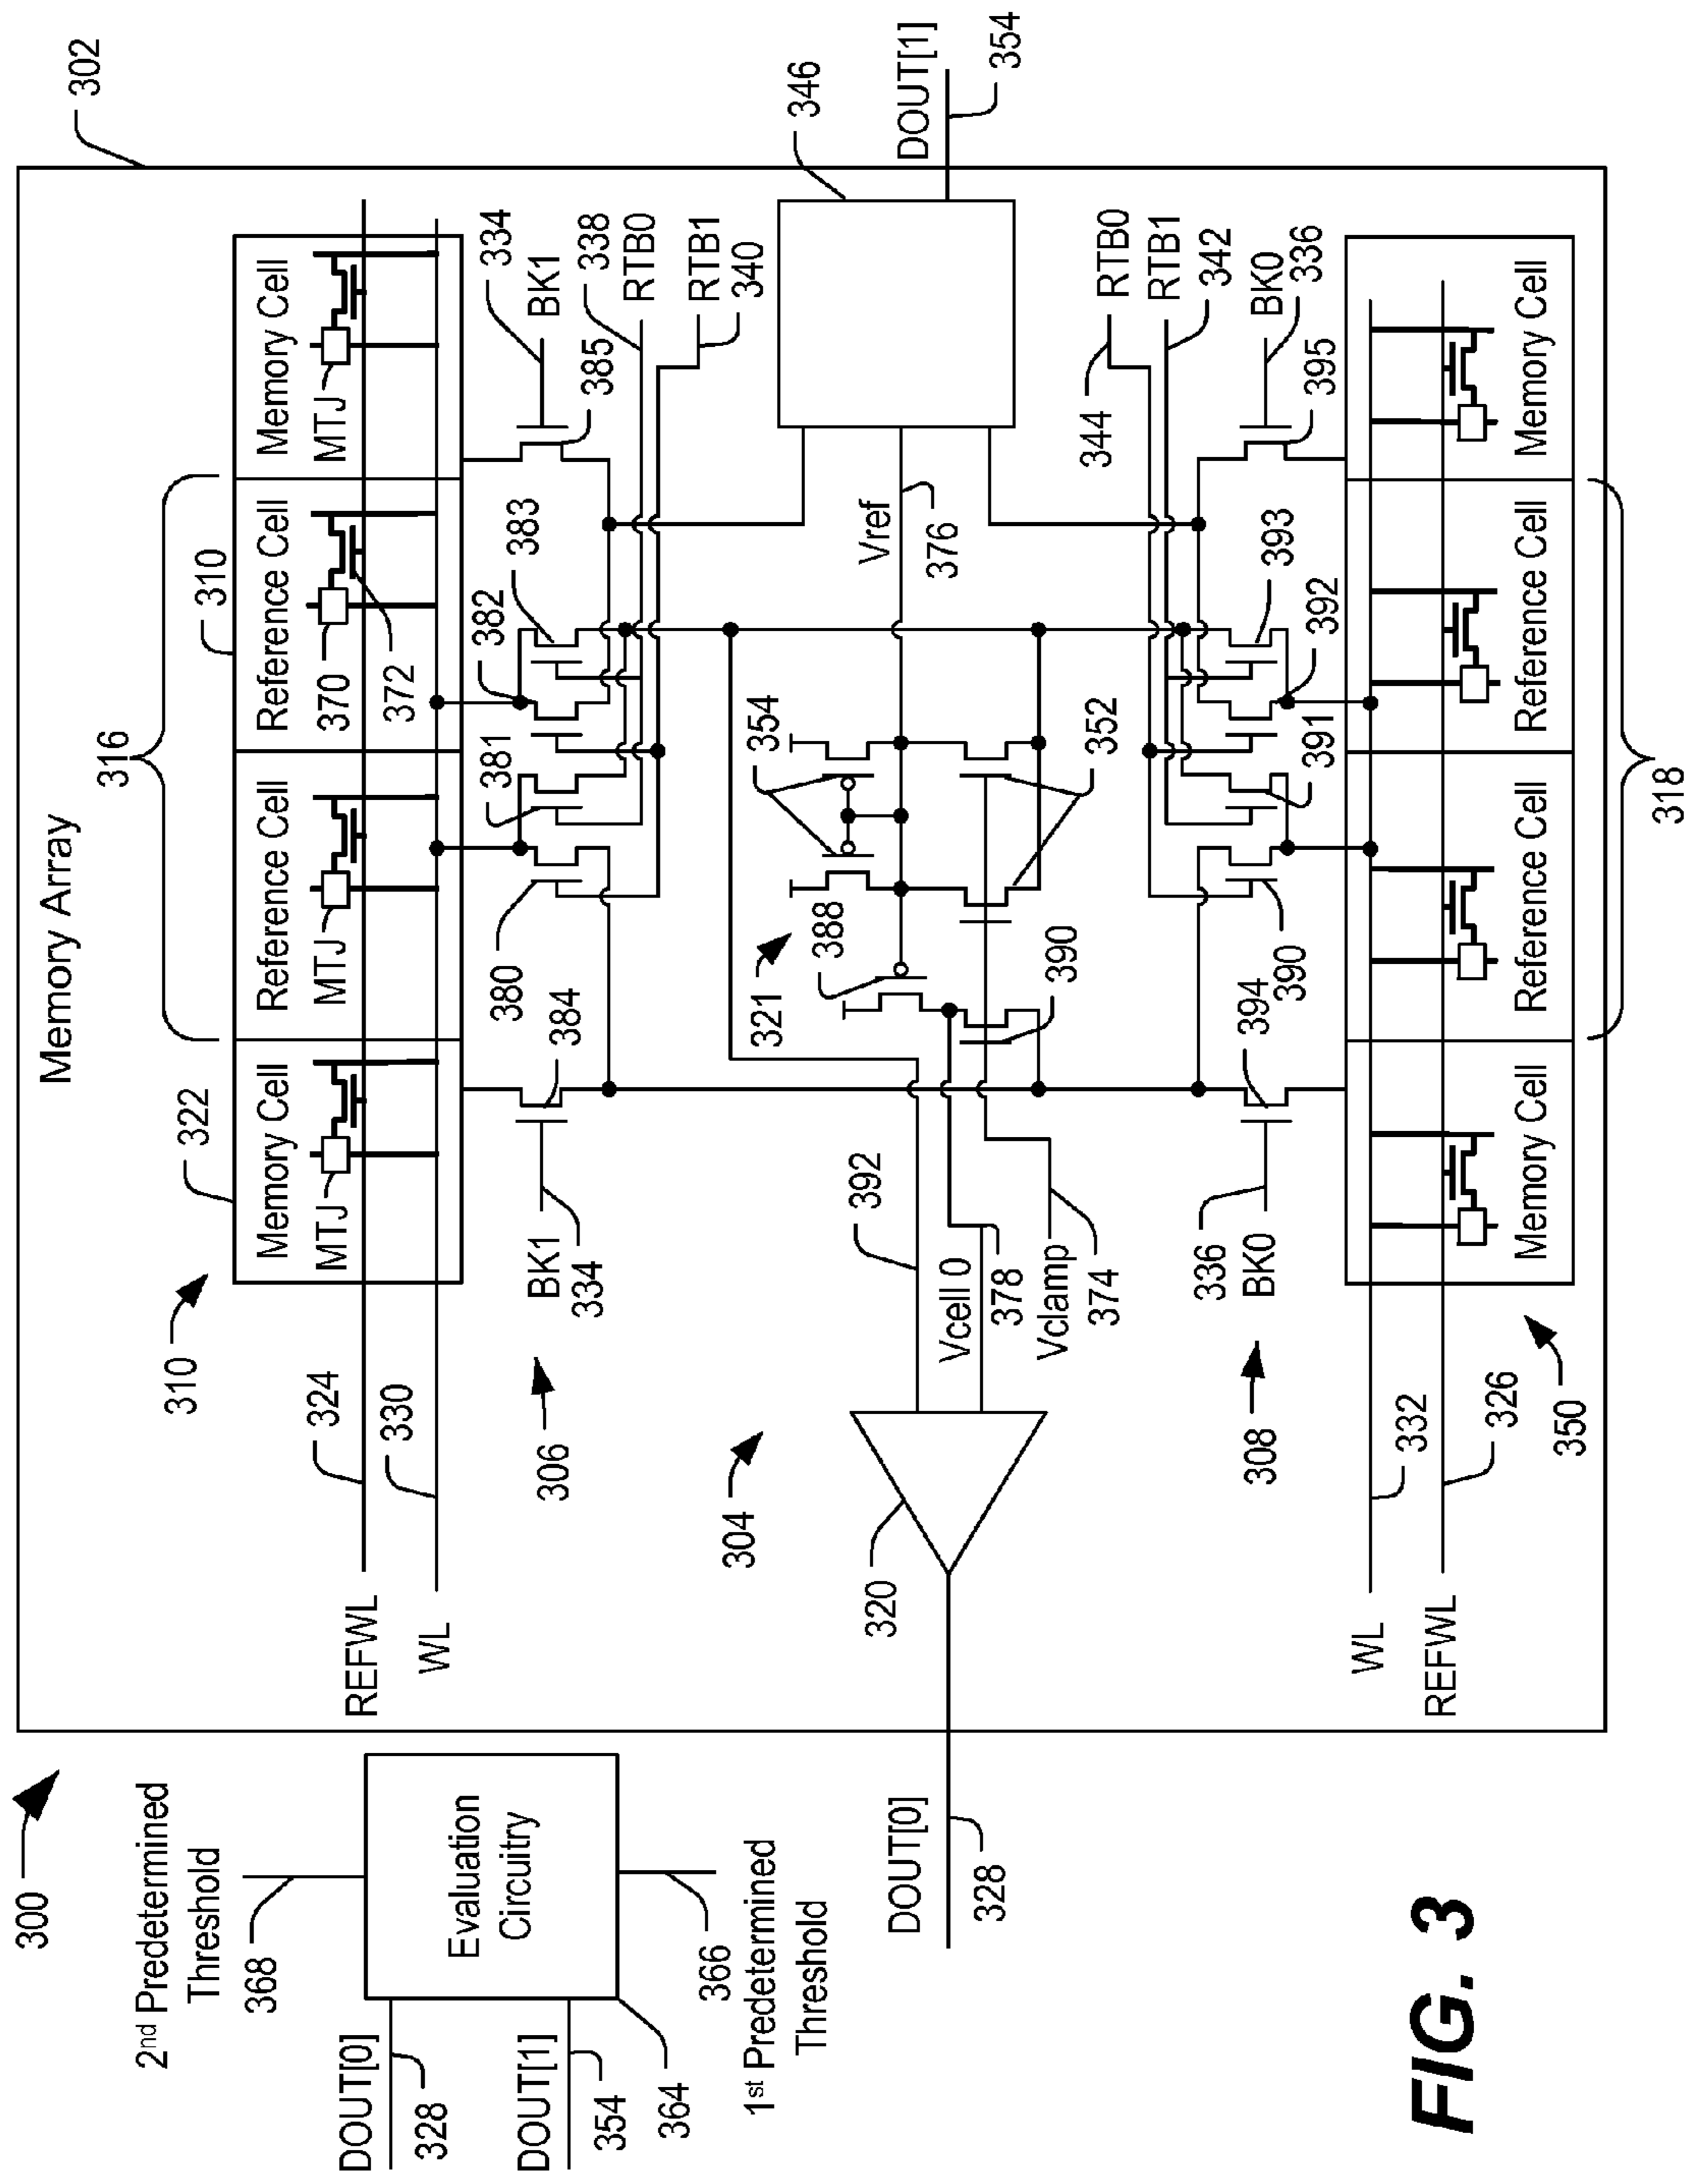 300
2nd Predetermined
Threshold
368
DOUT[0]
328
Evaluation
Circuitry
DOUT[1]
354
364
366
1st Predetermined
Threshold
DOUT[0]
328
Memory Array
302
316
310
322
310
Memory Cell
Reference Cell
Reference Cell
Memory Cell
MTJ
MTJ
370
MTJ
372
324
330
REFWL
WL
306
BK1
334
384
380
381
382
383
385
BK1
334
338
RTB0
RTB1
340
346
DOUT[1]
354
304
320
392
Vcell 0
378
Vclamp
374
321
388
390
354
352
Vref
376
344
RTB0
RTB1
342
308
336
BK0
394
390
391
392
393
395
BK0
336
WL
332
REFWL
326
350
Memory Cell
Reference Cell
Reference Cell
Memory Cell
318
FIG. 3